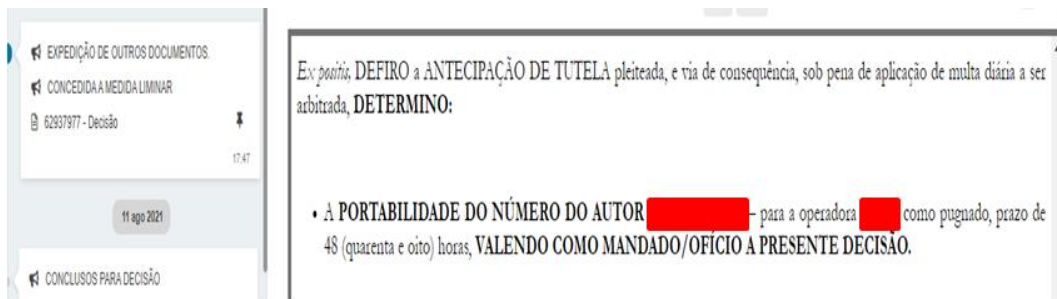 EXPEDIÇÃO DE OUTROS DOCUMENTOS.
CONCEDIDA A MEDIDA LIMINAR
62937977 - Decisão
17:47
11 ago 2021
CONCLUSOS PARA DECISÃO
Ex positis, DEFIRO a ANTECIPAÇÃO DE TUTELA pleiteada, e via de consequência, sob pena de aplicação de multa diária a ser
arbitrada, DETERMINO:
• A PORTABILIDADE DO NÚMERO DO AUTOR – para a operadora como pugnado, prazo de
48 (quarenta e oito) horas, VALENDO COMO MANDADO/OFÍCIO A PRESENTE DECISÃO.